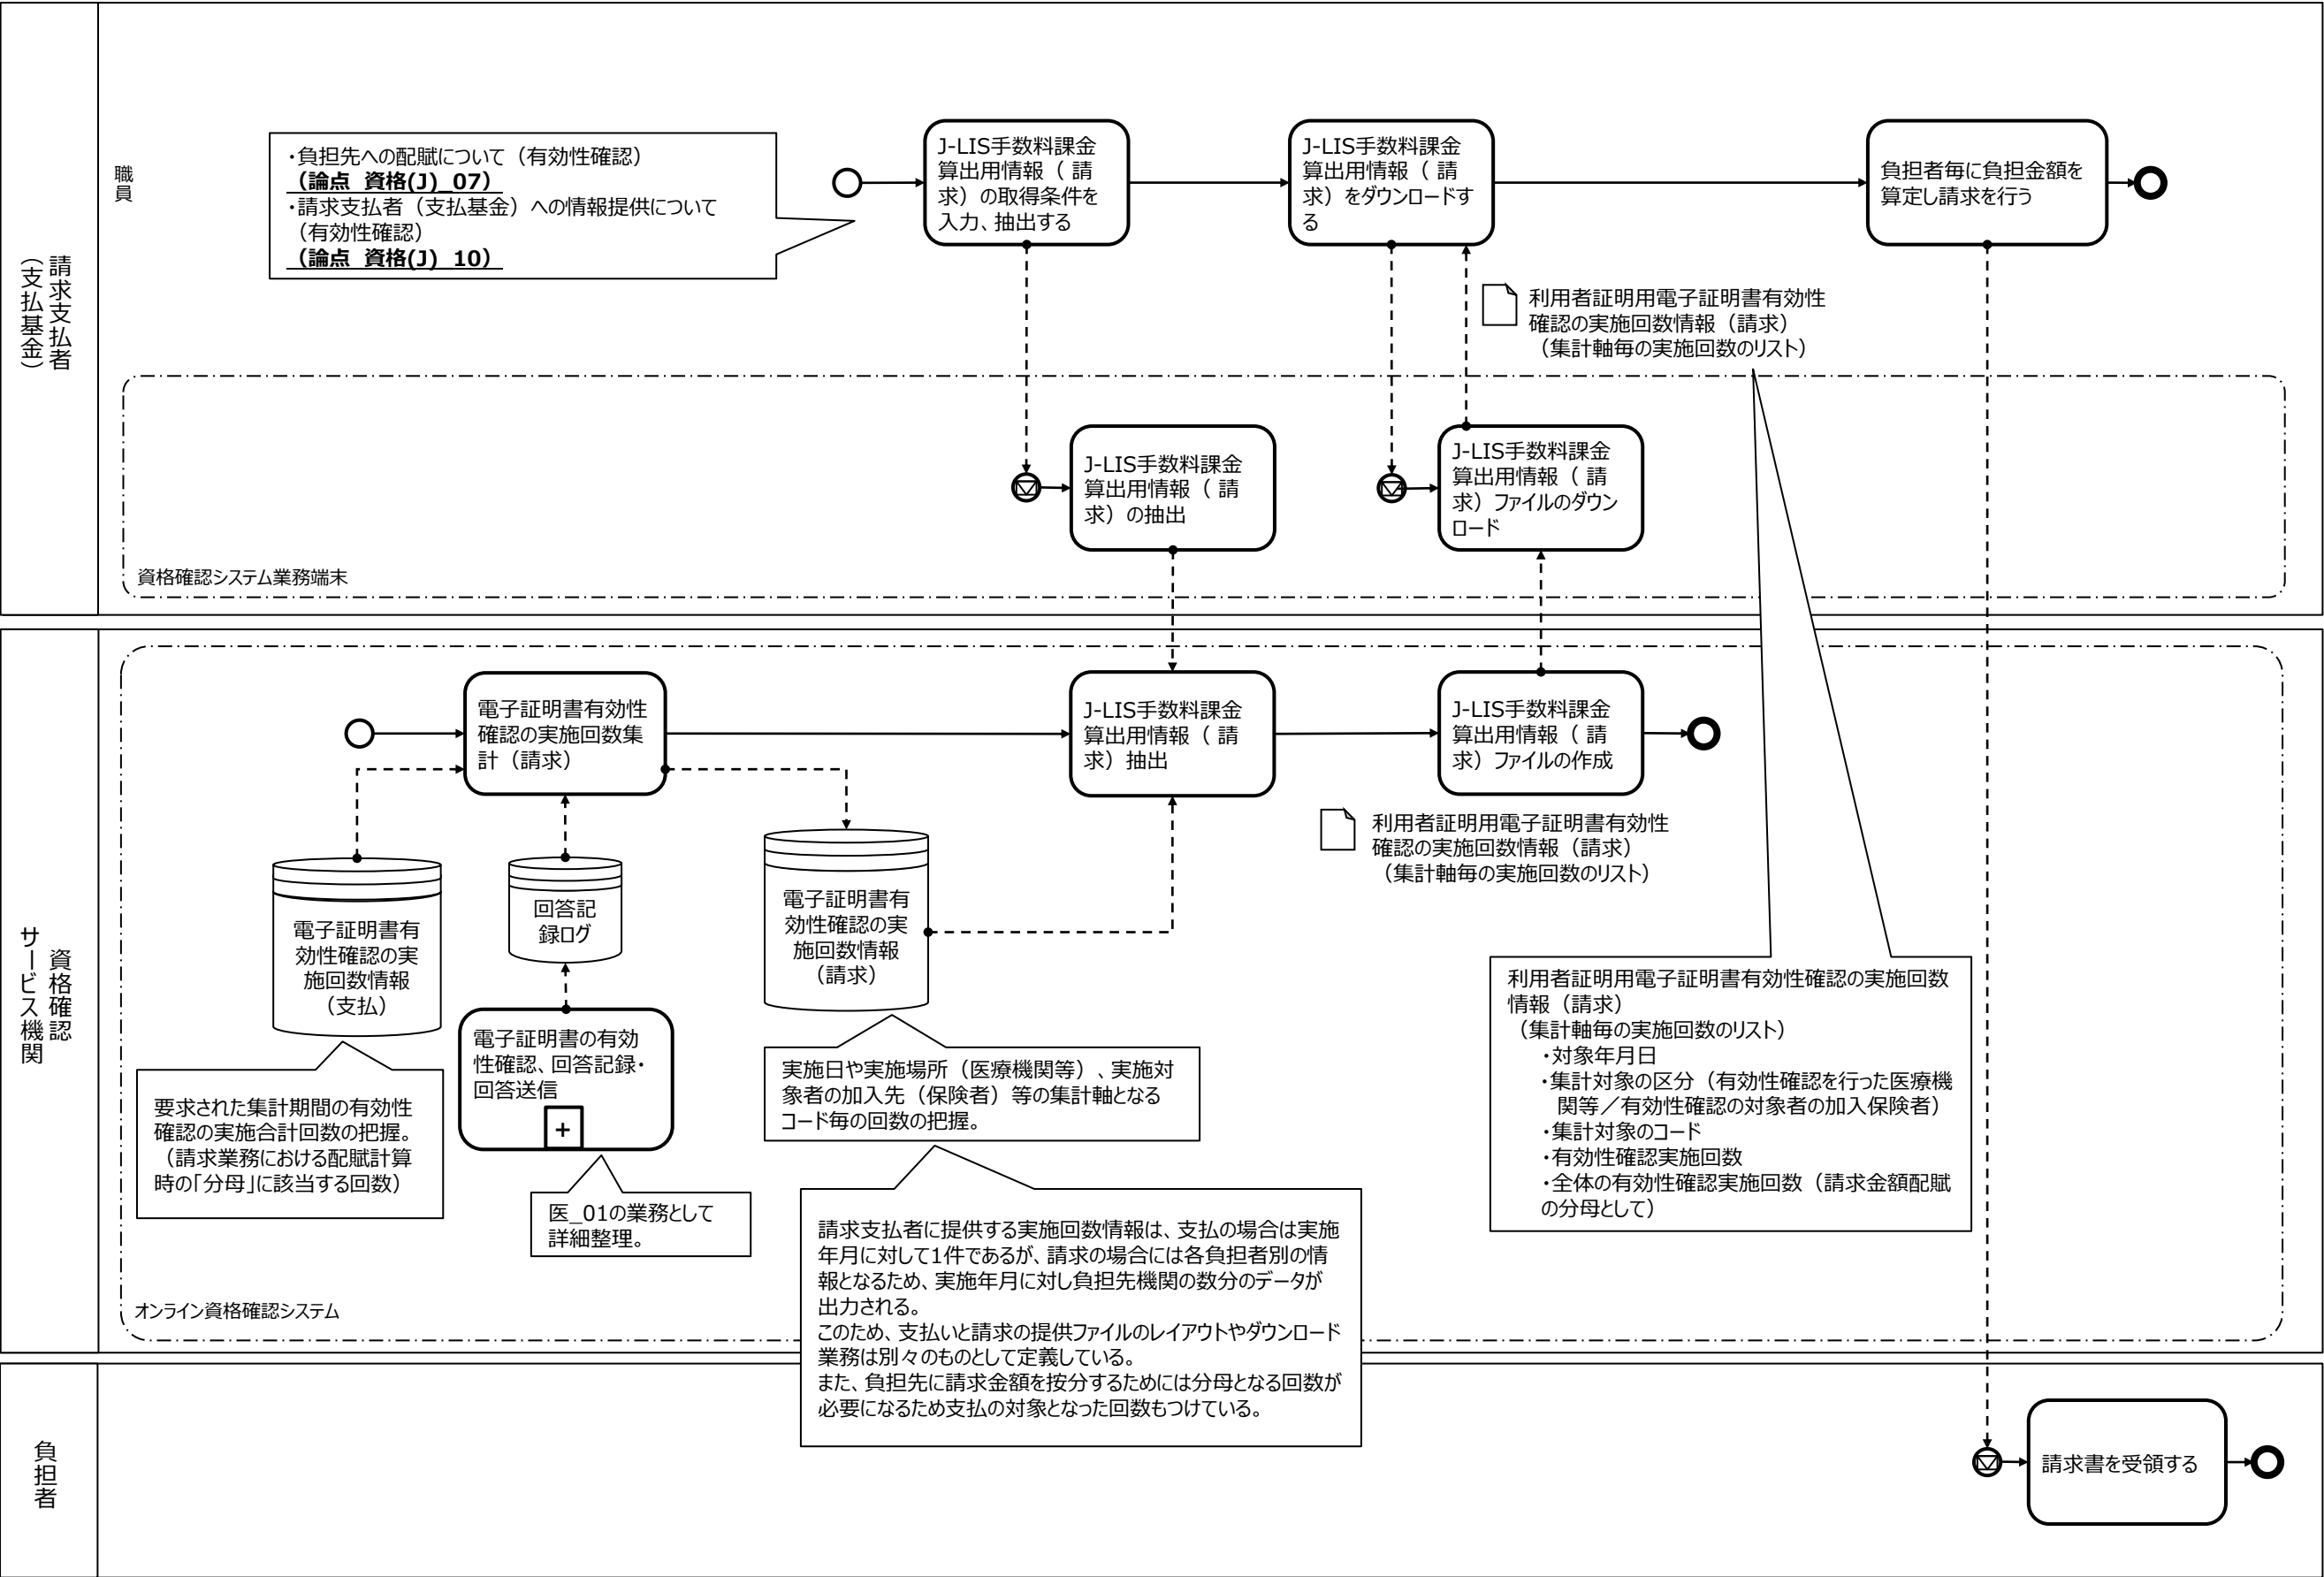 請求支払者
（支払基金）
職員
・負担先への配賦について（有効性確認）
（論点　資格(J)_07）
・請求支払者（支払基金）への情報提供について
（有効性確認）
（論点　資格(J)_10）
J-LIS手数料課金
算出用情報（ 請
求）の取得条件を
入力、抽出する
J-LIS手数料課金
算出用情報（ 請
求）をダウンロードす
る
負担者毎に負担金額を
算定し請求を行う
利用者証明用電子証明書有効性
確認の実施回数情報（請求）
（集計軸毎の実施回数のリスト）
J-LIS手数料課金
算出用情報（ 請
求）の抽出
J-LIS手数料課金
算出用情報（ 請
求）ファイルのダウン
ロード
資格確認システム業務端末
資格確認
サービス機関
電子証明書有効性
確認の実施回数集
計（請求）
J-LIS手数料課金
算出用情報（ 請
求）抽出
J-LIS手数料課金
算出用情報（ 請
求）ファイルの作成
利用者証明用電子証明書有効性
確認の実施回数情報（請求）
（集計軸毎の実施回数のリスト）
電子証明書有
効性確認の実
施回数情報
（支払）
回答記
録ログ
電子証明書有
効性確認の実
施回数情報
（請求）
電子証明書の有効
性確認、回答記録・
回答送信
+
要求された集計期間の有効性
確認の実施合計回数の把握。
（請求業務における配賦計算
時の「分母」に該当する回数）
医_01の業務として
詳細整理。
実施日や実施場所（医療機関等）、実施対
象者の加入先（保険者）等の集計軸となる
コード毎の回数の把握。
利用者証明用電子証明書有効性確認の実施回数
情報（請求）
（集計軸毎の実施回数のリスト）
・対象年月日
・集計対象の区分（有効性確認を行った医療機
関等／有効性確認の対象者の加入保険者）
・集計対象のコード
・有効性確認実施回数
・全体の有効性確認実施回数（請求金額配賦
の分母として）
請求支払者に提供する実施回数情報は、支払の場合は実施
年月に対して1件であるが、請求の場合には各負担者別の情
報となるため、実施年月に対し負担先機関の数分のデータが
出力される。
このため、支払いと請求の提供ファイルのレイアウトやダウンロード
業務は別々のものとして定義している。
また、負担先に請求金額を按分するためには分母となる回数が
必要になるため支払の対象となった回数もつけている。
オンライン資格確認システム
負担者
請求書を受領する